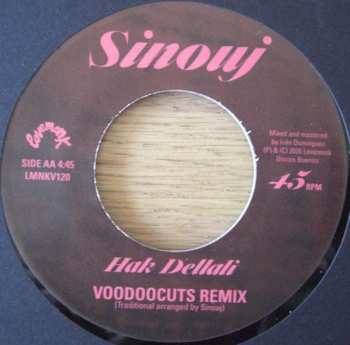 Sinouj
Lovemonk
SIDE AA 4:45
LMNKV120
Mixed and mastered
by Iván Domínguez
(P) & (C) 2020 Lovemonk
Discos Buenos
45 RPM
Hak Dellali
VOODOOCUTS REMIX
(Traditional arranged by Sinouj)